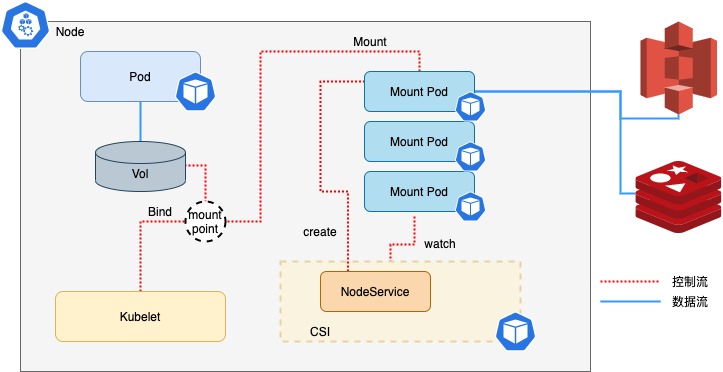 Node
Mount
Pod
Mount Pod
Mount Pod
Vol
Mount Pod
Bind
mount
point
create
watch
NodeService
控制流
数据流
Kubelet
CSI